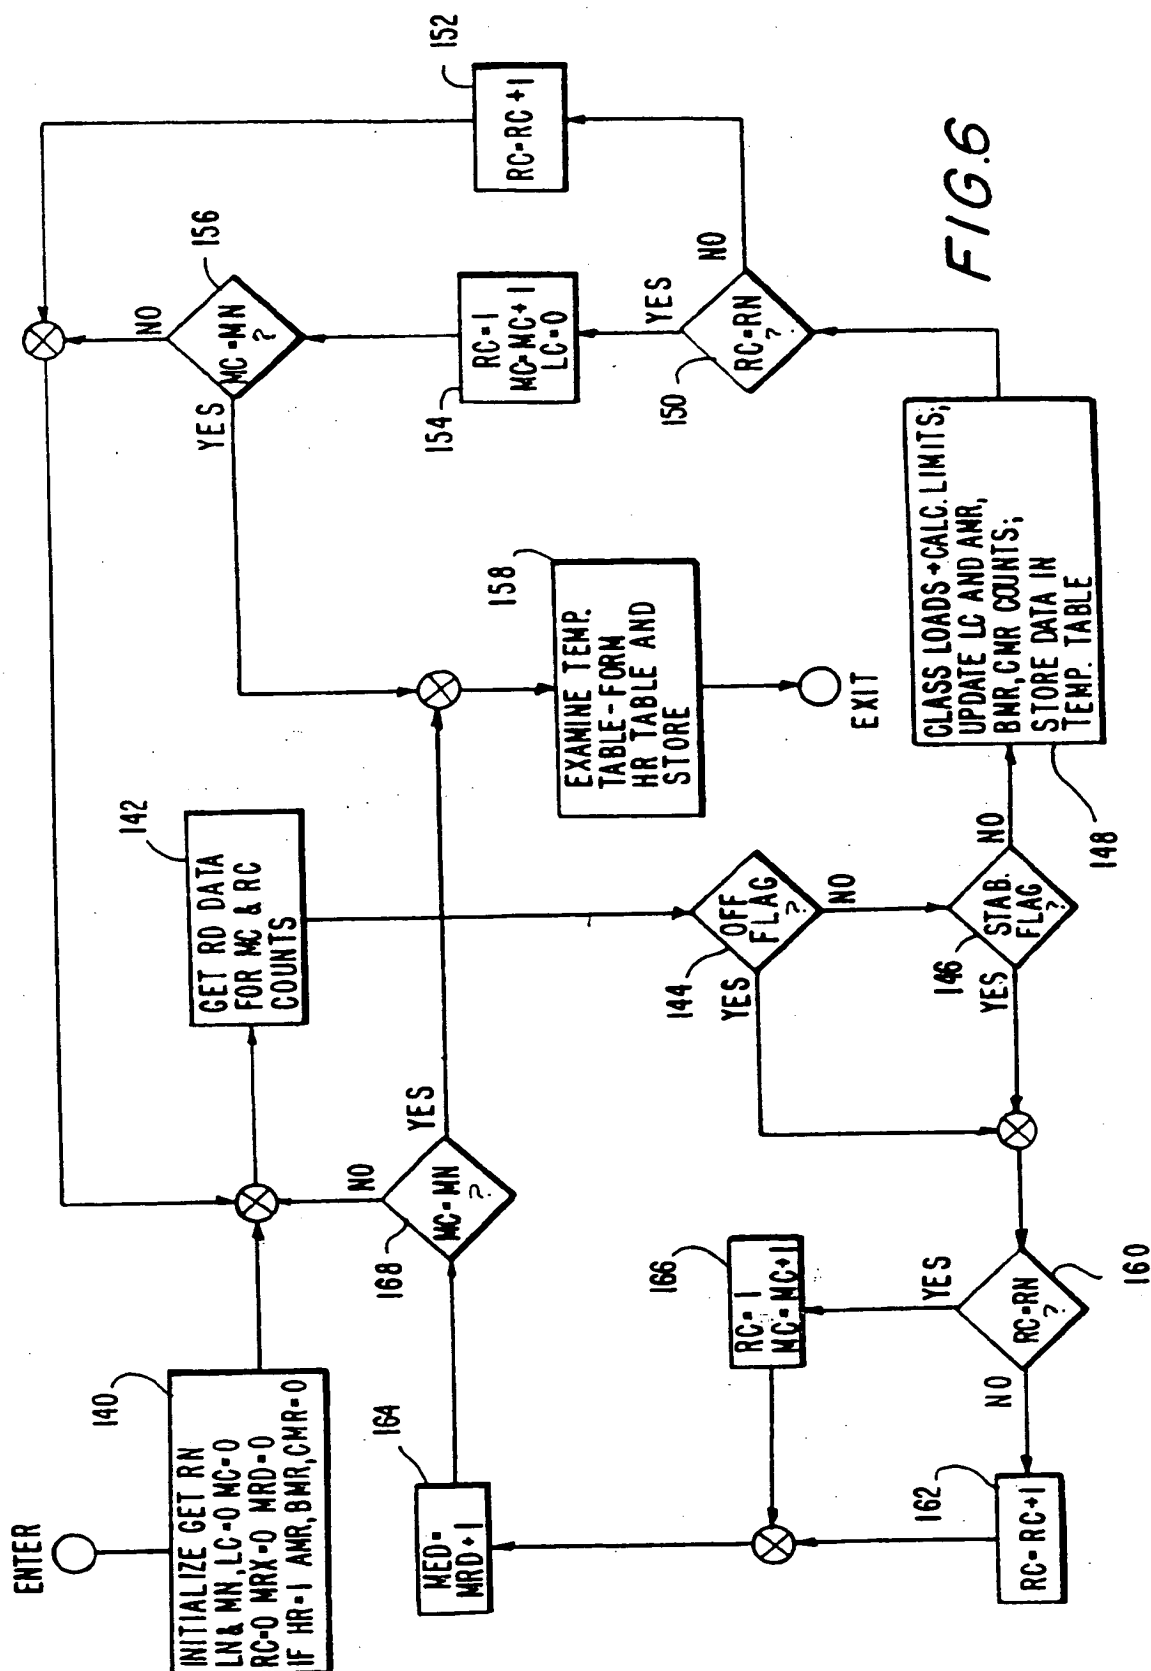 ENTER
140
INITIALIZE GET RN
LN& MN,LC=0 MC=0
RC=0 MRX=0 MRD=0
IF HR=1 AMR,BMR,CMR=0
142
GET RD DATA
FOR MC & RC
COUNTS
144
OFF
FLAG
?
YES
NO
146
STAB.
FLAG
?
YES
NO
148
CLASS LOADS+CALC. LIMITS;
UPDATE LC AND AMR,
BMR,CMR COUNTS;
STORE DATA IN
TEMP. TABLE
150
RC=RN
?
YES
NO
152
RC=RC+1
154
RC=1
MC=MC+1
LC=0
156
MC=MN
?
YES
NO
158
EXAMINE TEMP.
TABLE-FORM
HR TABLE AND
STORE
EXIT
160
RC=RN
?
YES
NO
162
RC=RC+1
164
MED=
MRD+1
166
RC=1
MC=MC+1
168
MC=MN
?
YES
NO
FIG.6